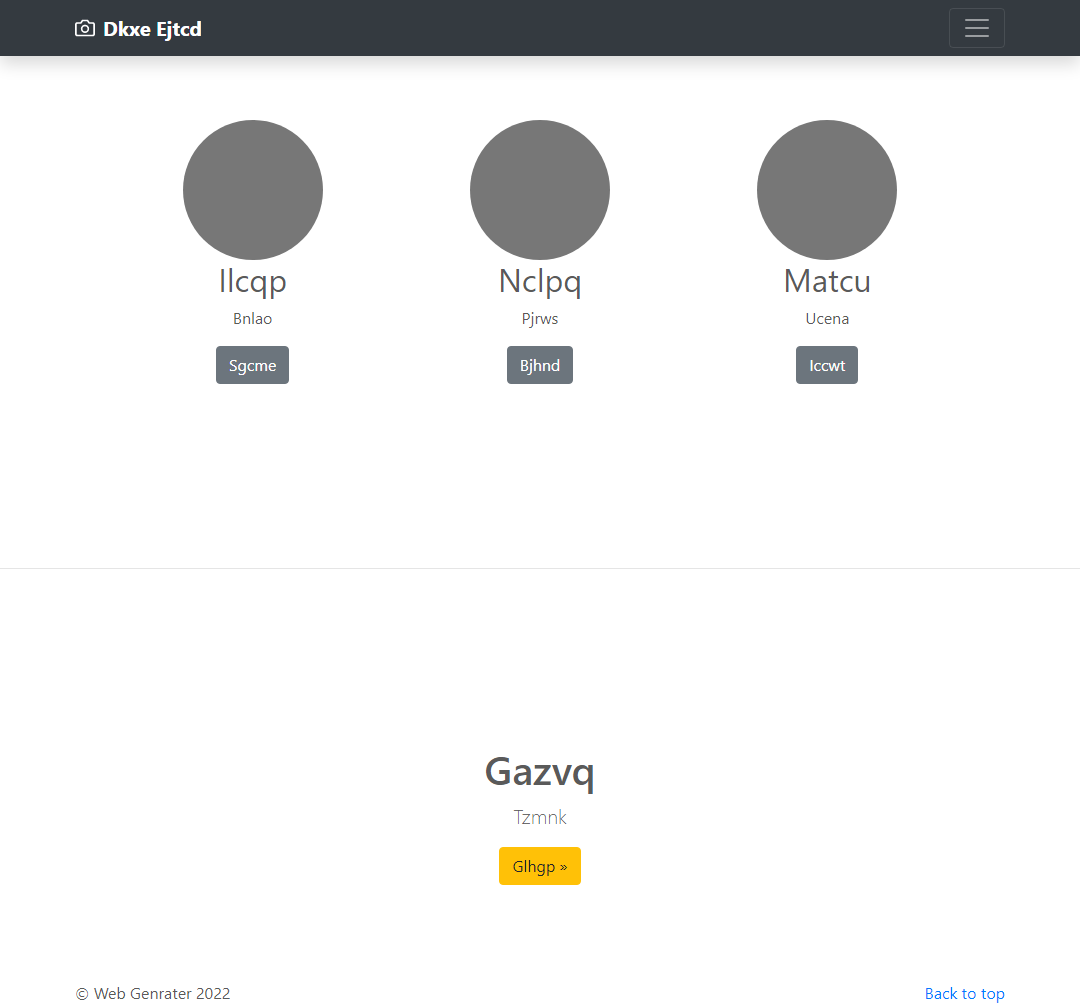 Dkxe Ejtcd
Ilcqp
Nclpq
Matcu
Bnlao
Pjrws
Ucena
Sgcme
Bjhnd
Iccwt
Gazvq
Tzmnk
Glhgp »
© Web Genrater 2022
Back to top